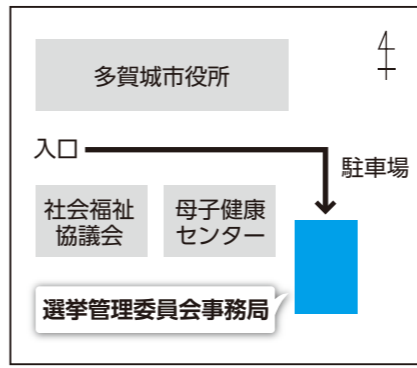 多賀城市役所
入口
駐車場
社会福祉
協議会
母子健康
センター
選挙管理委員会事務局